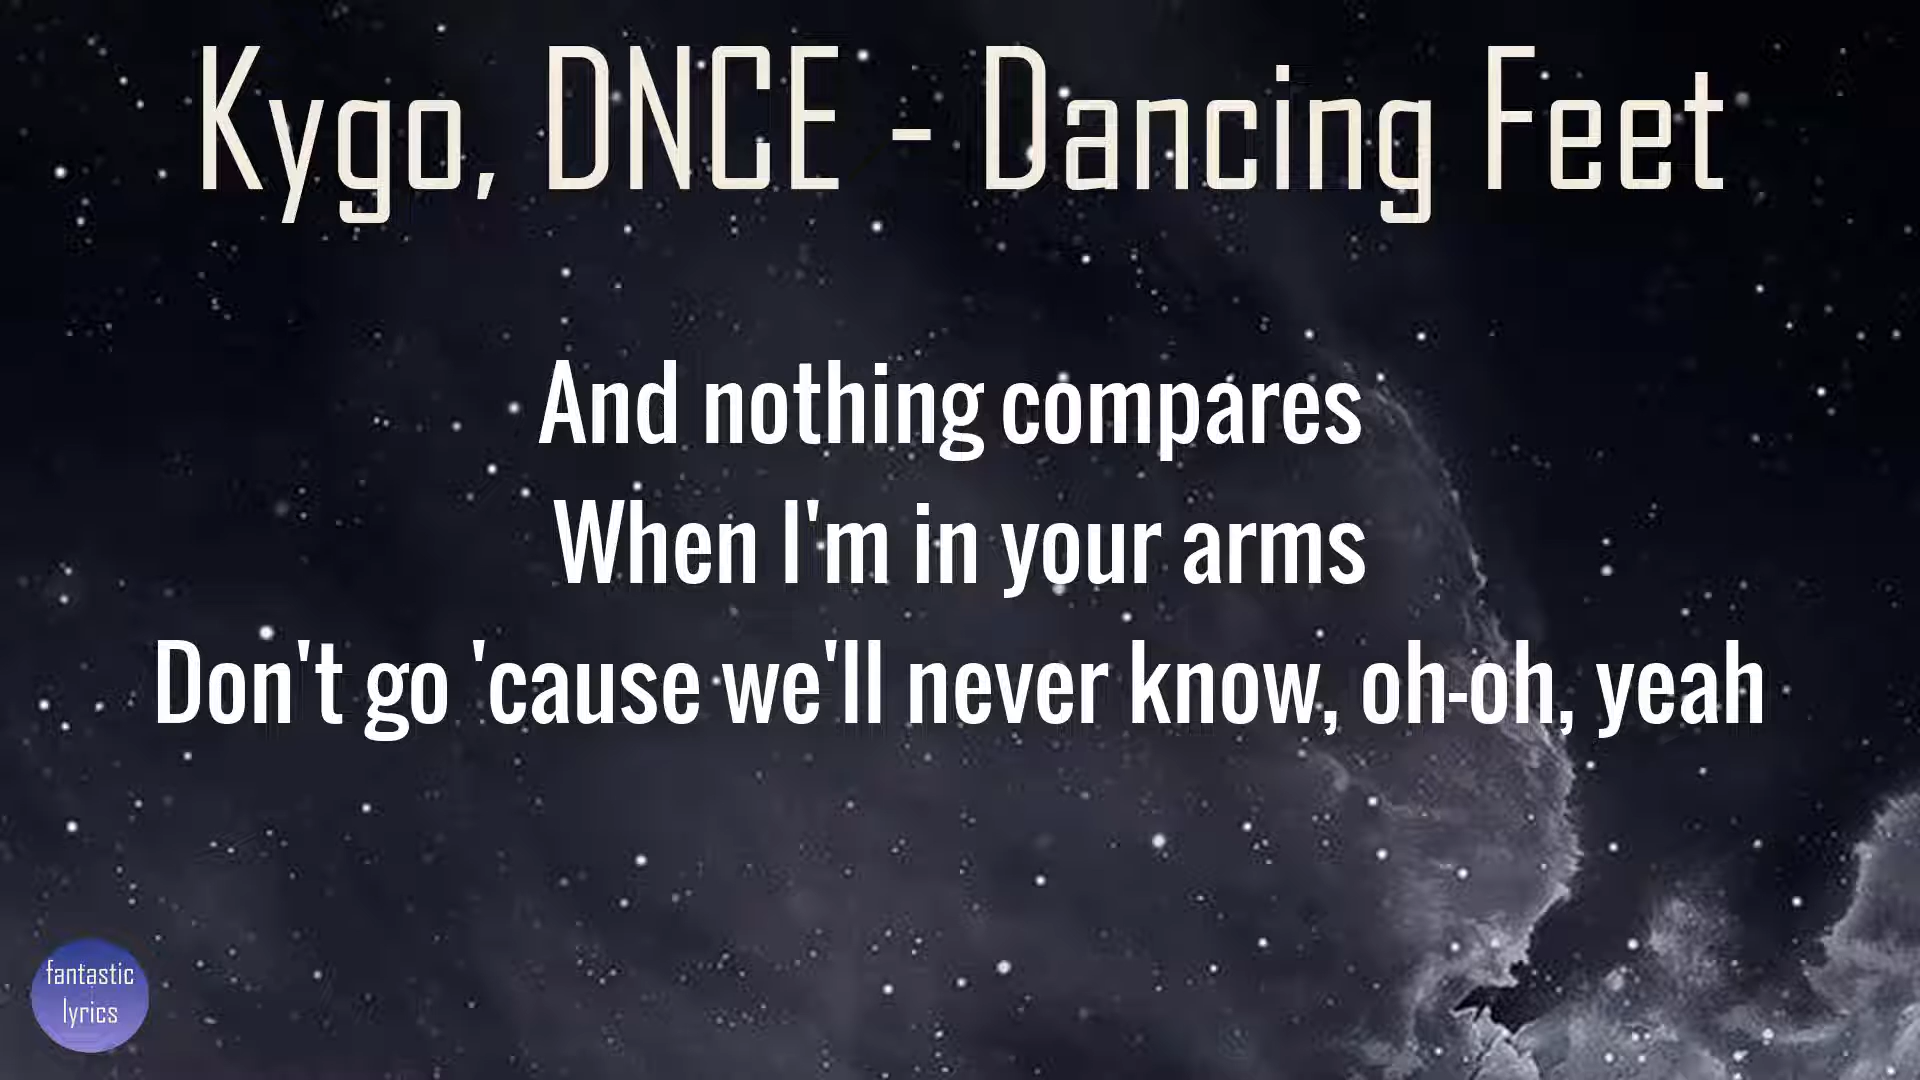 Kygo, DNCE - Dancing Feet
And nothing compares
When I'm in your arms
Don't go 'cause we'll never know, oh-oh, yeah
fantastic
lyrics